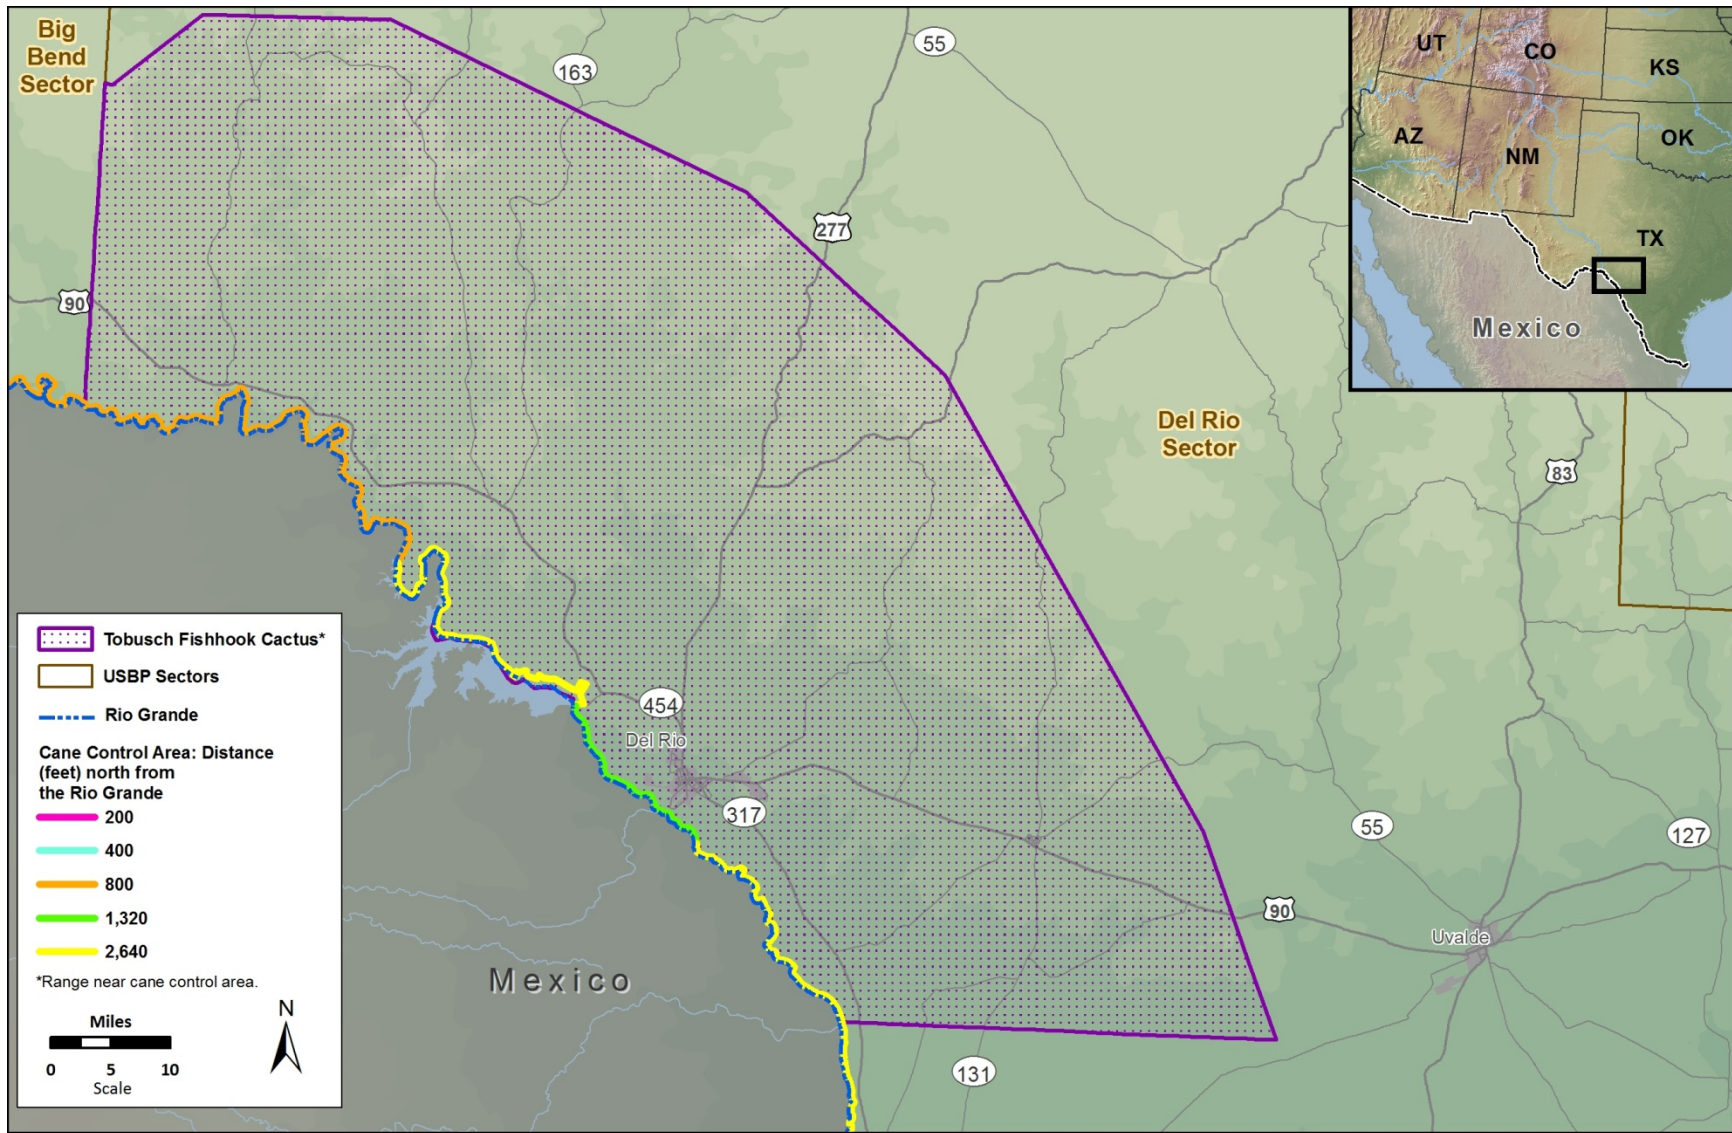 Big
Bend
Sector
55
163
277
90
Del Rio
Sector
83
454
Del Rio
317
55
127
90
Uvalde
131
Mexico
UT
CO
KS
AZ
NM
OK
TX
Mexico
Tobusch Fishhook Cactus*
USBP Sectors
Rio Grande
Cane Control Area: Distance
(feet) north from
the Rio Grande
200
400
800
1,320
2,640
*Range near cane control area.
Miles
N
0 5 10
Scale